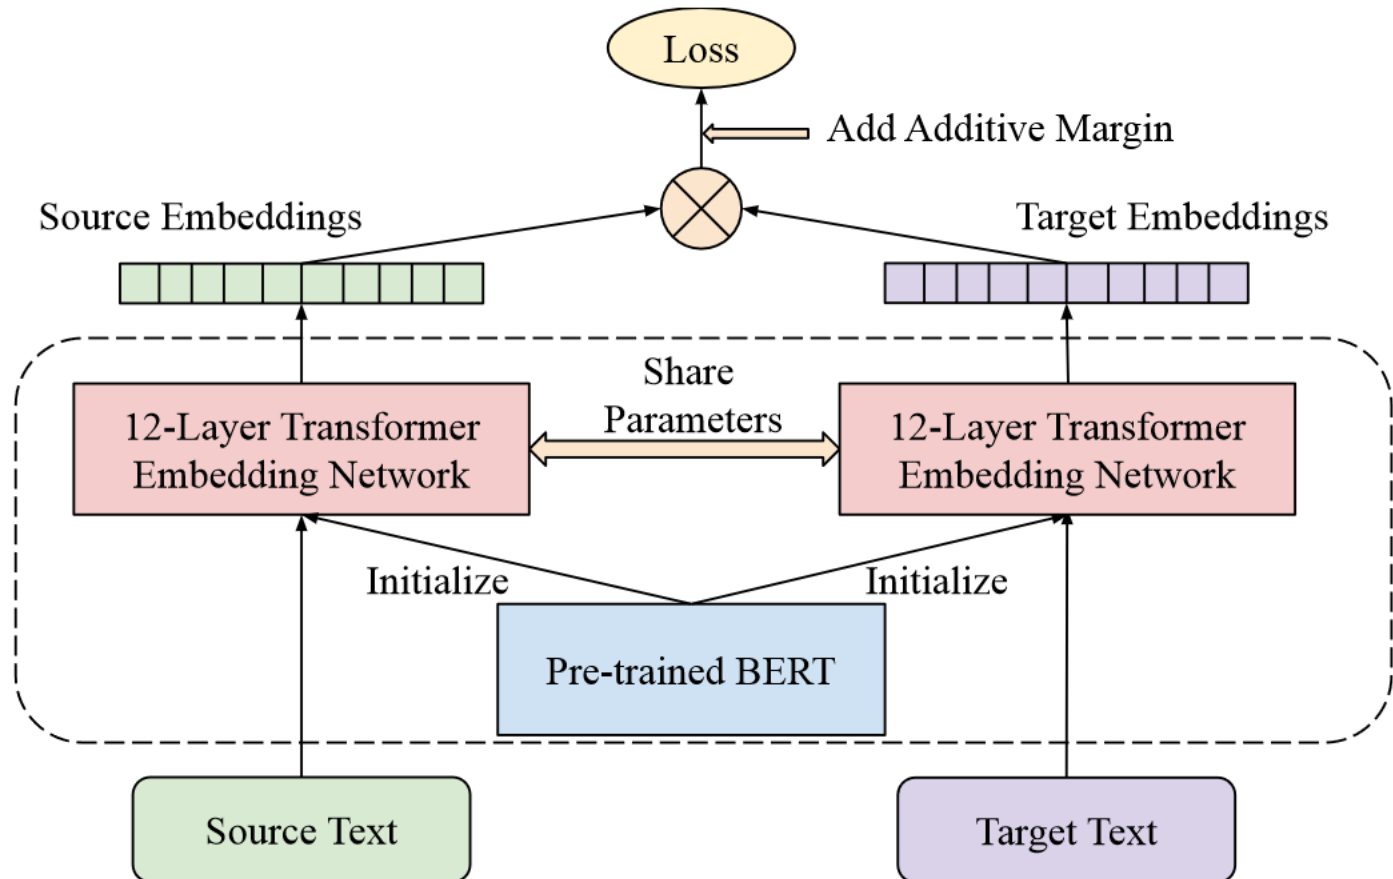 Loss
Add Additive Margin
Source Embeddings
Target Embeddings
Share
Parameters
12-Layer Transformer
Embedding Network
12-Layer Transformer
Embedding Network
Initialize
Initialize
Pre-trained BERT
Source Text
Target Text